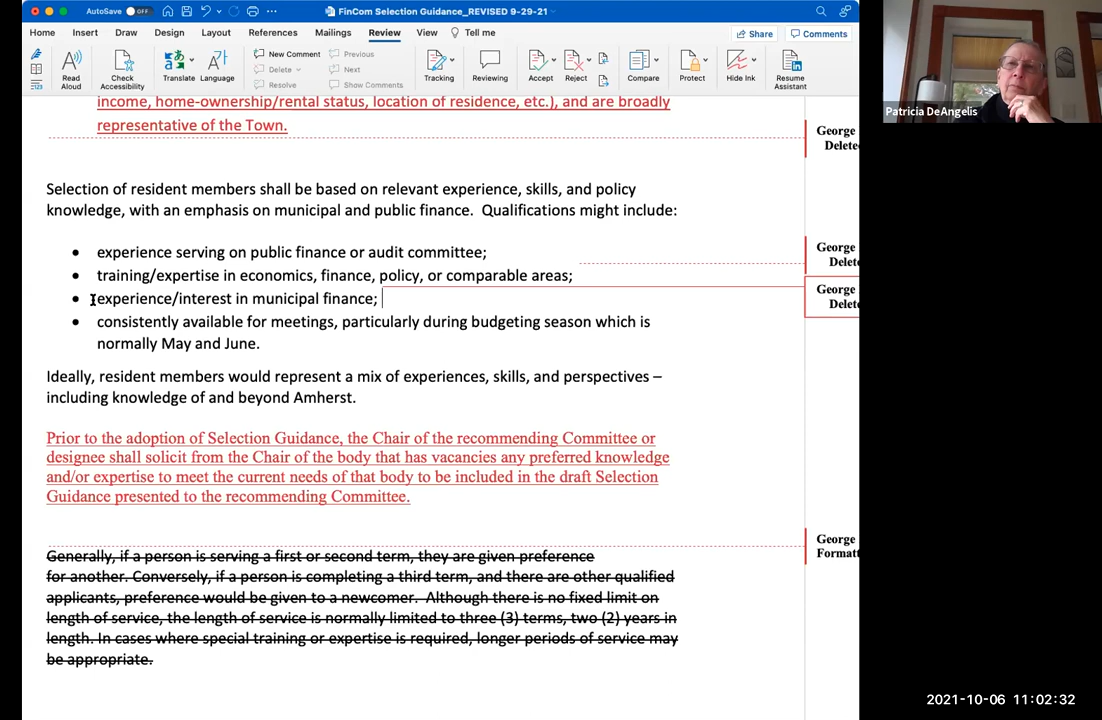 AutoSave OFF FinCom Selection Guidance_REVISED 9-29-21
Home Insert Draw Design Layout References Mailings Review View Tell me Share Comments
Read Aloud Check Accessibility Translate Language New Comment Delete Resolve Previous Next Show Comments Tracking Reviewing Accept Reject Compare Protect Hide Ink Resume Assistant
income, home-ownership/rental status, location of residence, etc.), and are broadly
representative of the Town.
George
Delete
Selection of resident members shall be based on relevant experience, skills, and policy
knowledge, with an emphasis on municipal and public finance. Qualifications might include:
• experience serving on public finance or audit committee;
George
Delete
• training/expertise in economics, finance, policy, or comparable areas;
• experience/interest in municipal finance;
George
Delete
• consistently available for meetings, particularly during budgeting season which is
normally May and June.
Ideally, resident members would represent a mix of experiences, skills, and perspectives –
including knowledge of and beyond Amherst.
Prior to the adoption of Selection Guidance, the Chair of the recommending Committee or
designee shall solicit from the Chair of the body that has vacancies any preferred knowledge
and/or expertise to meet the current needs of that body to be included in the draft Selection
Guidance presented to the recommending Committee.
George
Formatt
Generally, if a person is serving a first or second term, they are given preference
for another. Conversely, if a person is completing a third term, and there are other qualified
applicants, preference would be given to a newcomer. Although there is no fixed limit on
length of service, the length of service is normally limited to three (3) terms, two (2) years in
length. In cases where special training or expertise is required, longer periods of service may
be appropriate.
Patricia DeAngelis
2021-10-06 11:02:32